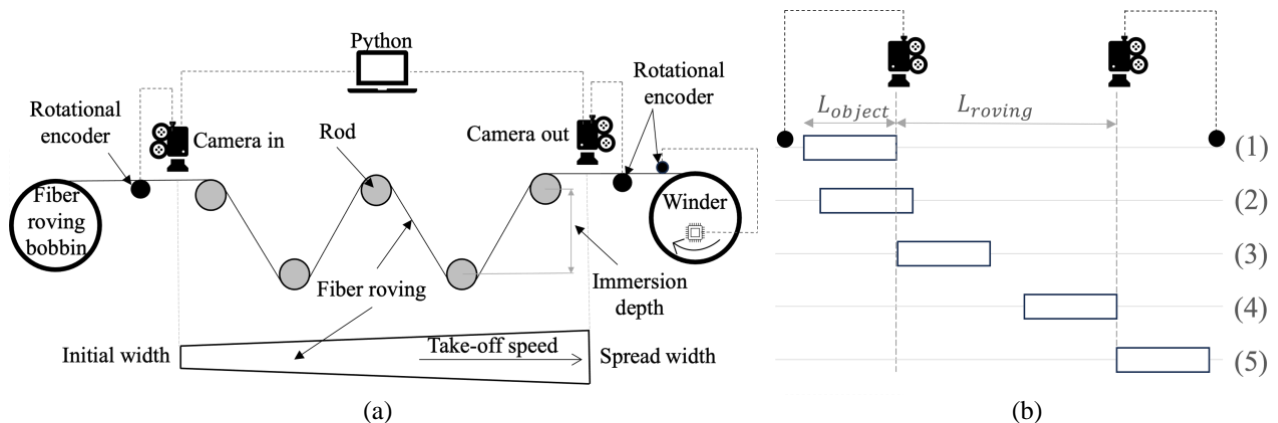 Python
Rotational
encoder
Camera in
Rod
Camera out
Rotational
encoder
Fiber
roving
bobbin
Winder
Fiber roving
Immersion
depth
Initial width
Take-off speed
Spread width
(a)
L_object
L_roving
(1)
(2)
(3)
(4)
(5)
(b)